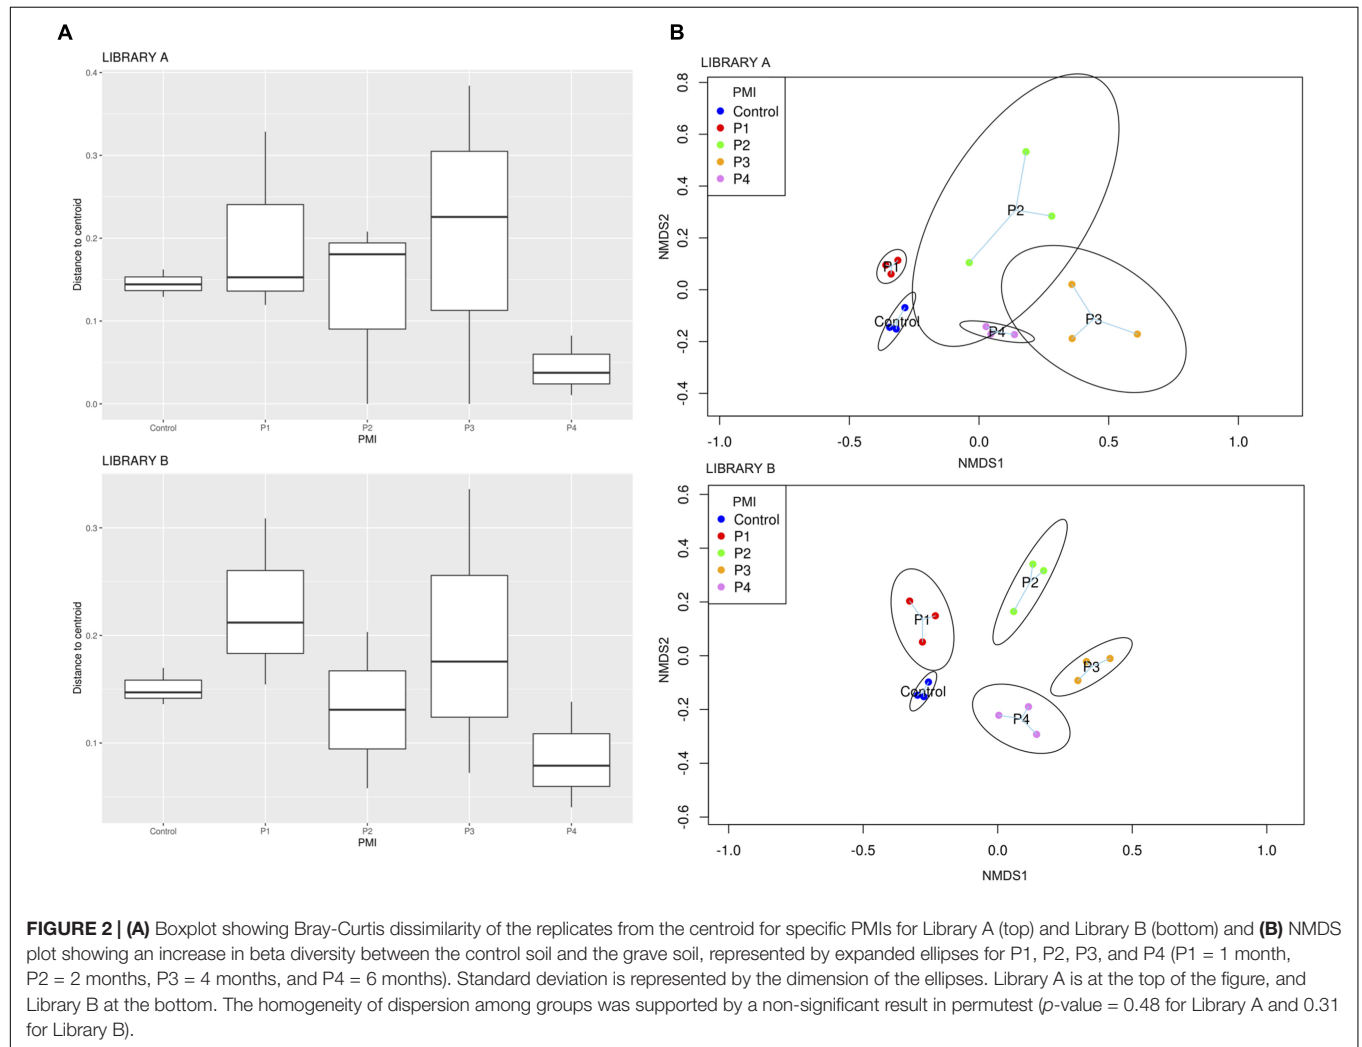 A
LIBRARY A
0.4
0.3
0.2
0.1
0.0
Distance to centroid
Control P1 P2 P3 P4
PMI
LIBRARY B
0.3
0.2
0.1
Distance to centroid
Control P1 P2 P3 P4
PMI
B
LIBRARY A
PMI
Control
P1
P2
P3
P4
0.8
0.6
0.4
0.2
0.0
-0.2
-0.4
NMDS2
P2
P1
Control
P4
P3
-1.0 -0.5 0.0 0.5 1.0
NMDS1
LIBRARY B
PMI
Control
P1
P2
P3
P4
0.6
0.4
0.2
0.0
-0.2
-0.4
-0.6
NMDS2
P2
P1
P3
Control
P4
-1.0 -0.5 0.0 0.5 1.0
NMDS1
FIGURE 2 | (A) Boxplot showing Bray-Curtis dissimilarity of the replicates from the centroid for specific PMIs for Library A (top) and Library B (bottom) and (B) NMDS
plot showing an increase in beta diversity between the control soil and the grave soil, represented by expanded ellipses for P1, P2, P3, and P4 (P1 = 1 month,
P2 = 2 months, P3 = 4 months, and P4 = 6 months). Standard deviation is represented by the dimension of the ellipses. Library A is at the top of the figure, and
Library B at the bottom. The homogeneity of dispersion among groups was supported by a non-significant result in permutest (p-value = 0.48 for Library A and 0.31
for Library B).